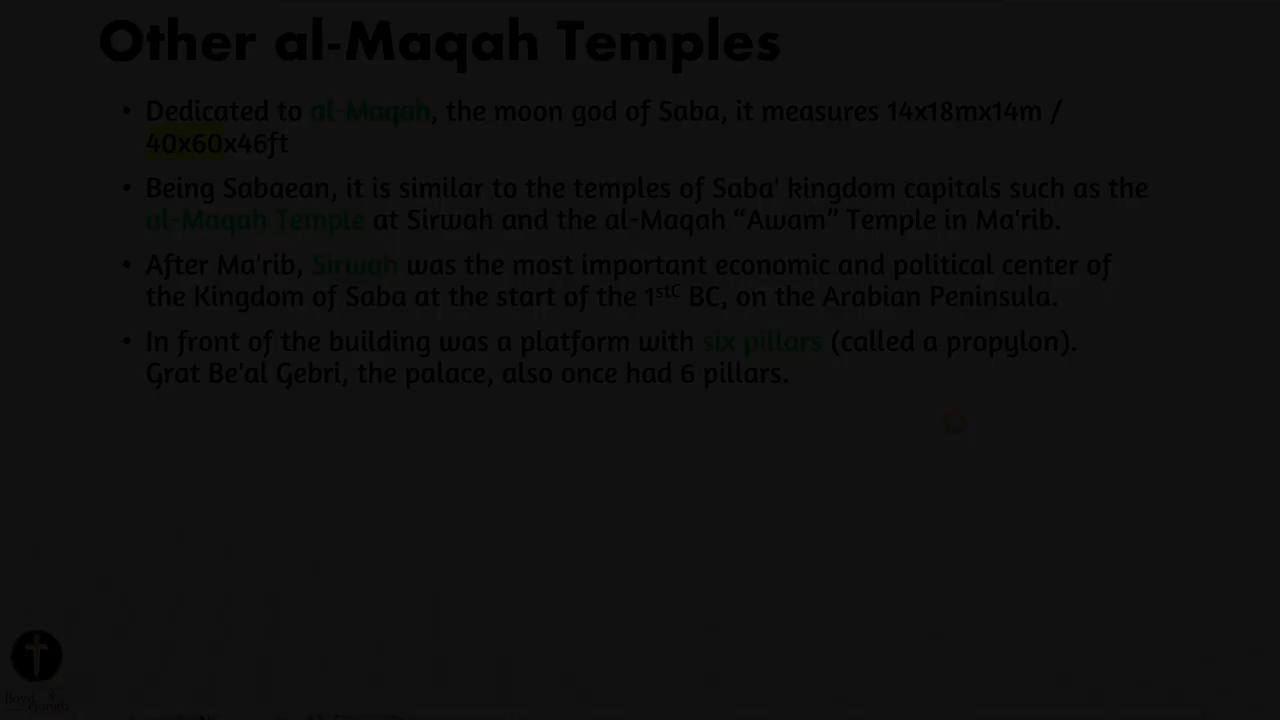 Other al-Maqah Temples
• Dedicated to al-Maqah, the moon god of Saba, it measures 14x18mx14m /
40x60x46ft
• Being Sabaean, it is similar to the temples of Saba' kingdom capitals such as the
al-Maqah Temple at Sirwah and the al-Maqah “Awam” Temple in Ma'rib.
• After Ma'rib, Sirwah was the most important economic and political center of
the Kingdom of Saba at the start of the 1stC BC, on the Arabian Peninsula.
• In front of the building was a platform with six pillars (called a propylon).
Grat Be'al Gebri, the palace, also once had 6 pillars.